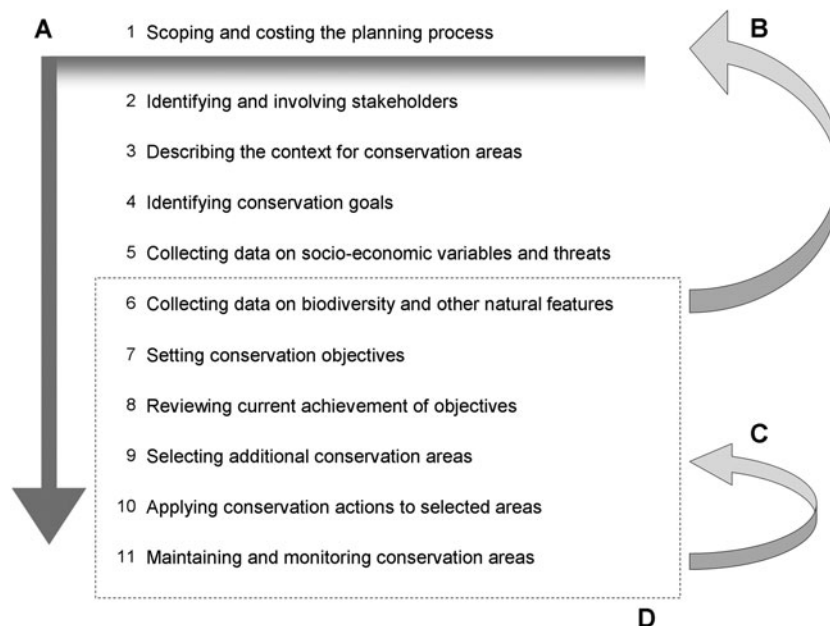 A
1 Scoping and costing the planning process
B
2 Identifying and involving stakeholders
3 Describing the context for conservation areas
4 Identifying conservation goals
5 Collecting data on socio-economic variables and threats
6 Collecting data on biodiversity and other natural features
7 Setting conservation objectives
8 Reviewing current achievement of objectives
C
9 Selecting additional conservation areas
10 Applying conservation actions to selected areas
11 Maintaining and monitoring conservation areas
D